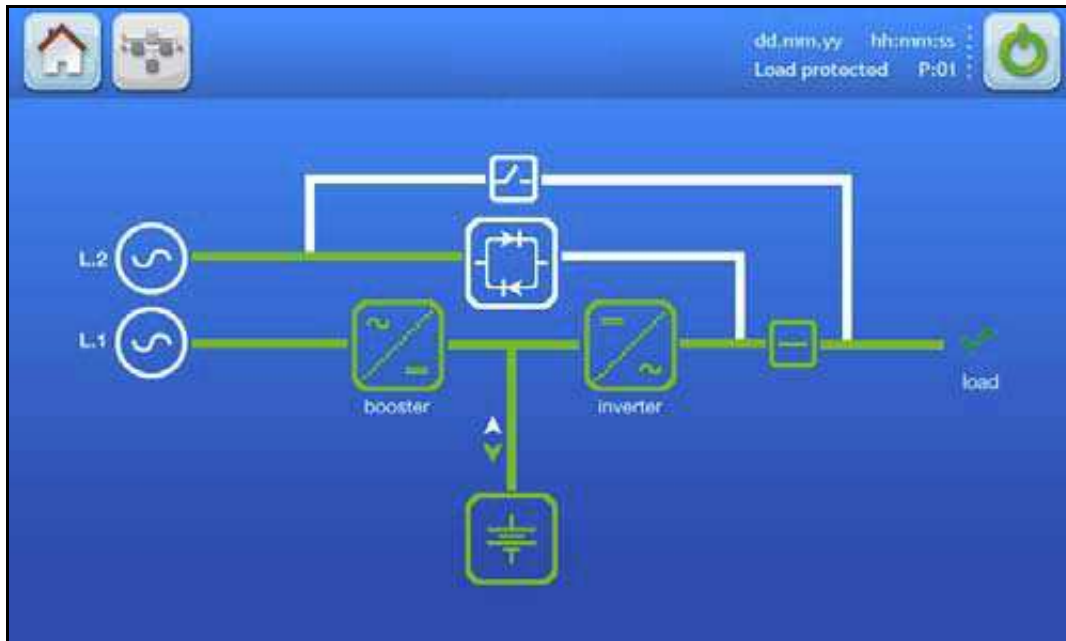 dd.mm.yy hh:mm:ss
Load protected P:01
L.2
L.1
booster
inverter
load